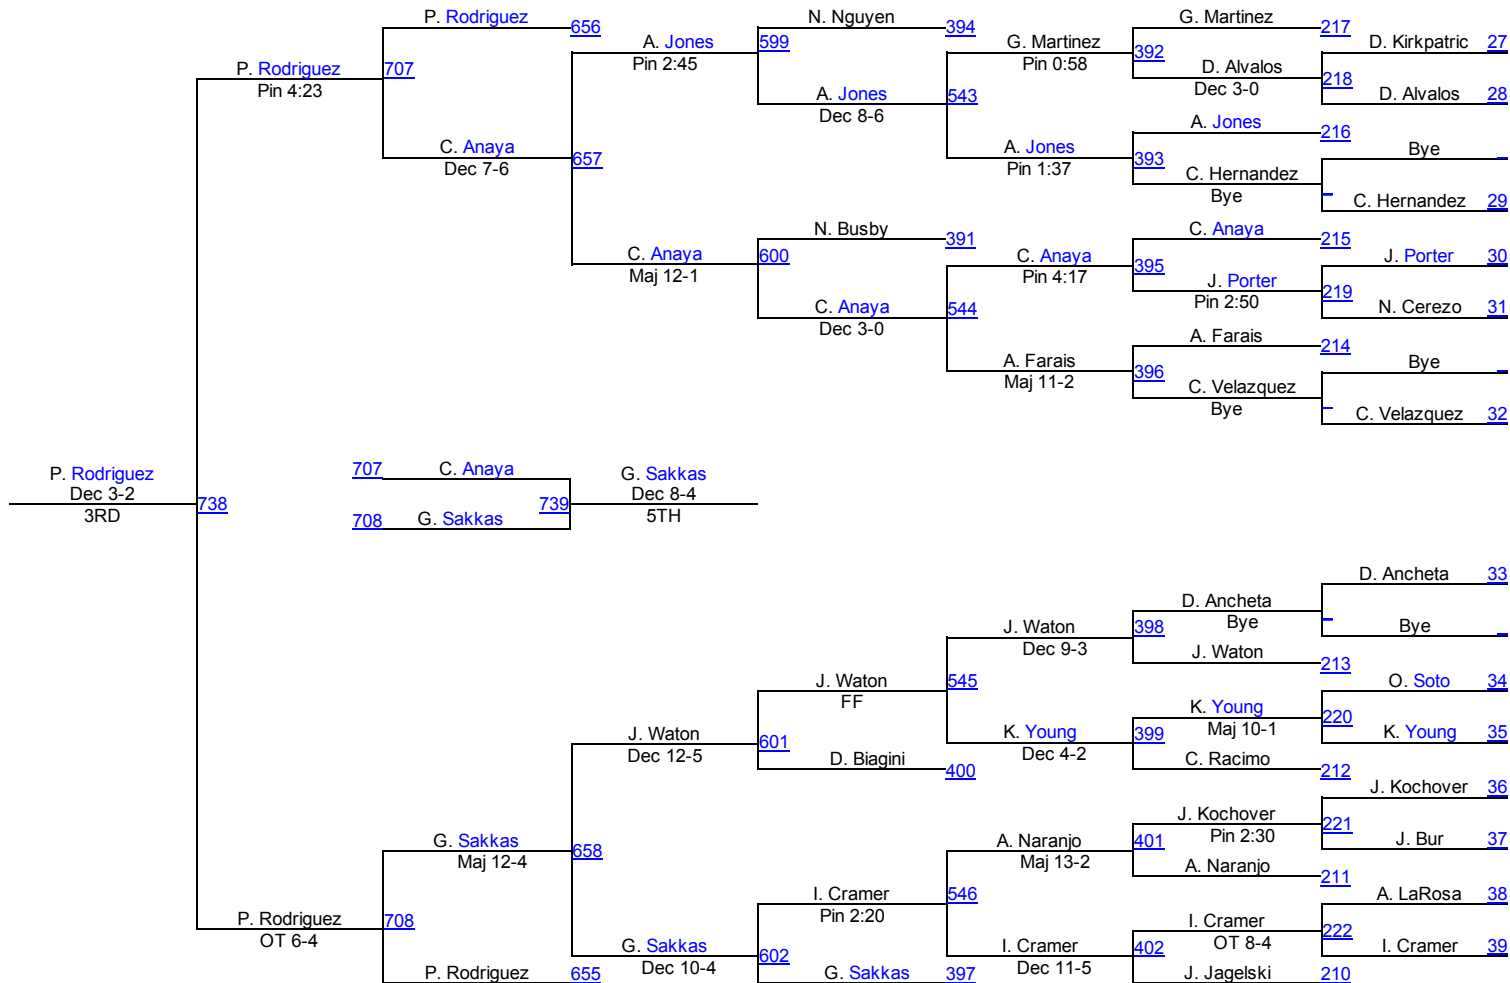 P. Rodriguez 656
N. Nguyen 394
G. Martinez 217
A. Jones 599
Pin 2:45
G. Martinez 392
Pin 0:58
D. Kirkpatric 27
P. Rodriguez 707
Pin 4:23
D. Alvalos 218
Dec 3-0
A. Jones 543
Dec 8-6
D. Alvalos 28
A. Jones 216
C. Anaya 657
Dec 7-6
A. Jones 393
Pin 1:37
Bye
C. Hernandez
Bye
C. Hernandez 29
N. Busby 391
C. Anaya 215
C. Anaya 600
Maj 12-1
C. Anaya 395
Pin 4:17
J. Porter 30
J. Porter 219
Pin 2:50
C. Anaya 544
Dec 3-0
N. Cerezo 31
A. Farais 214
A. Farais 396
Maj 11-2
Bye
C. Velazquez
Bye
C. Velazquez 32
P. Rodriguez
Dec 3-2
3RD
738
707 C. Anaya
G. Sakkas
Dec 8-4
5TH
739
708 G. Sakkas
D. Ancheta 33
D. Ancheta
Bye
Bye
J. Waton 398
Dec 9-3
J. Waton 213
J. Waton 545
FF
O. Soto 34
K. Young 220
Maj 10-1
J. Waton 601
Dec 12-5
K. Young 399
Dec 4-2
K. Young 35
D. Biagini 400
C. Racimo 212
J. Kochover 36
J. Kochover 221
Pin 2:30
G. Sakkas 658
Maj 12-4
A. Naranjo 401
Maj 13-2
J. Bur 37
A. Naranjo 211
I. Cramer 546
Pin 2:20
A. LaRosa 38
P. Rodriguez 708
OT 6-4
I. Cramer 222
OT 8-4
G. Sakkas 602
Dec 10-4
I. Cramer 402
Dec 11-5
I. Cramer 39
P. Rodriguez 655
G. Sakkas 397
J. Jagelski 210